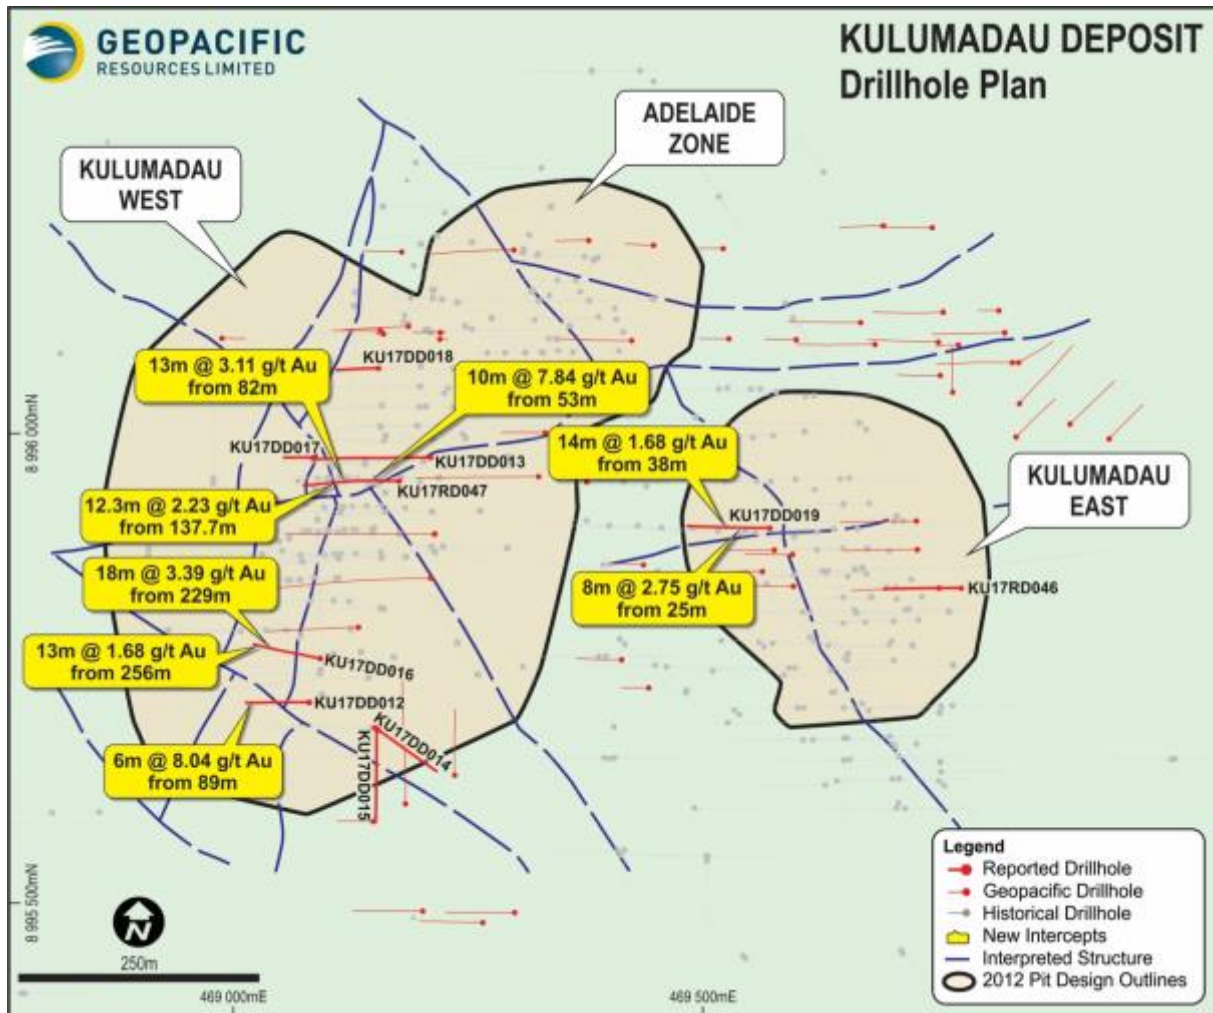 GEOPACIFIC
RESOURCES LIMITED
KULUMADAU DEPOSIT
Drillhole Plan
ADELAIDE
ZONE
KULUMADAU
WEST
13m @ 3.11 g/t Au
from 82m
KU17DD018
10m @ 7.84 g/t Au
from 53m
8 996 000mN
KU17DD017
KU17DD013
14m @ 1.68 g/t Au
from 38m
KULUMADAU
EAST
KU17RD047
12.3m @ 2.23 g/t Au
from 137.7m
KU17DD019
18m @ 3.39 g/t Au
from 229m
8m @ 2.75 g/t Au
from 25m
KU17RD046
13m @ 1.68 g/t Au
from 256m
KU17DD016
KU17DD012
KU17DD014
KU17DD015
6m @ 8.04 g/t Au
from 89m
8 995 500mN
N
250m
469 000mE
469 500mE
Legend
Reported Drillhole
Geopacific Drillhole
Historical Drillhole
New Intercepts
Interpreted Structure
2012 Pit Design Outlines